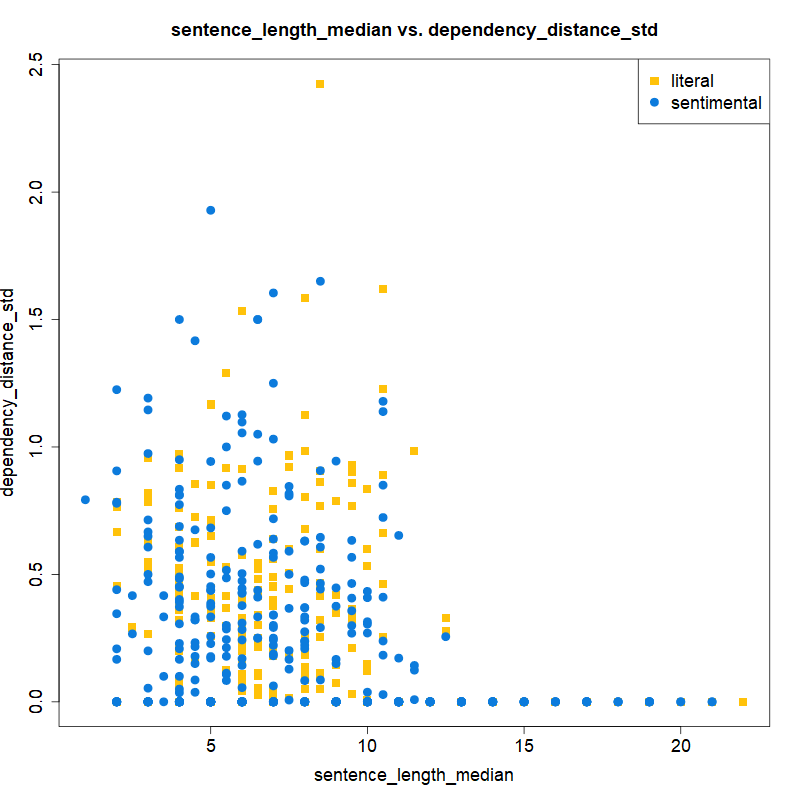 sentence_length_median vs. dependency_distance_std
literal
sentimental
dependency_distance_std
2.5
2.0
1.5
1.0
0.5
0.0
5 10 15 20
sentence_length_median